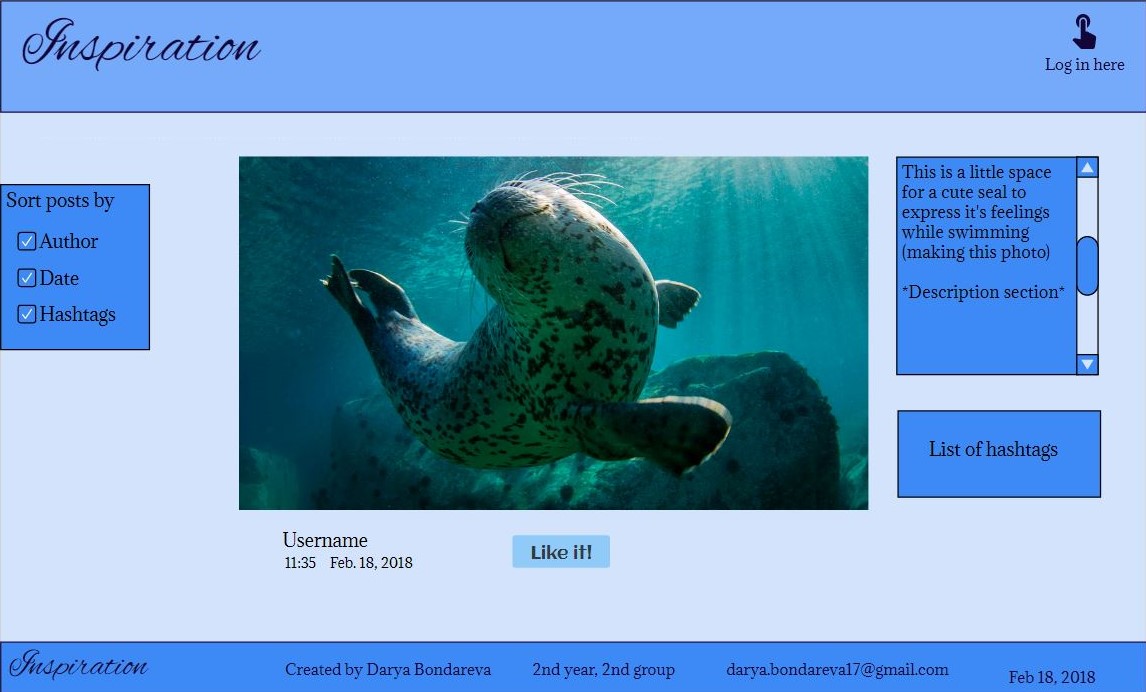 Inspiration
Log in here
Sort posts by
Author
Date
Hashtags
This is a little space
for a cute seal to
express it's feelings
while swimming
(making this photo)
*Description section*
List of hashtags
Username
11:35 Feb. 18, 2018
Like it!
Inspiration
Created by Darya Bondareva
2nd year, 2nd group
darya.bondareva17@gmail.com
Feb 18, 2018